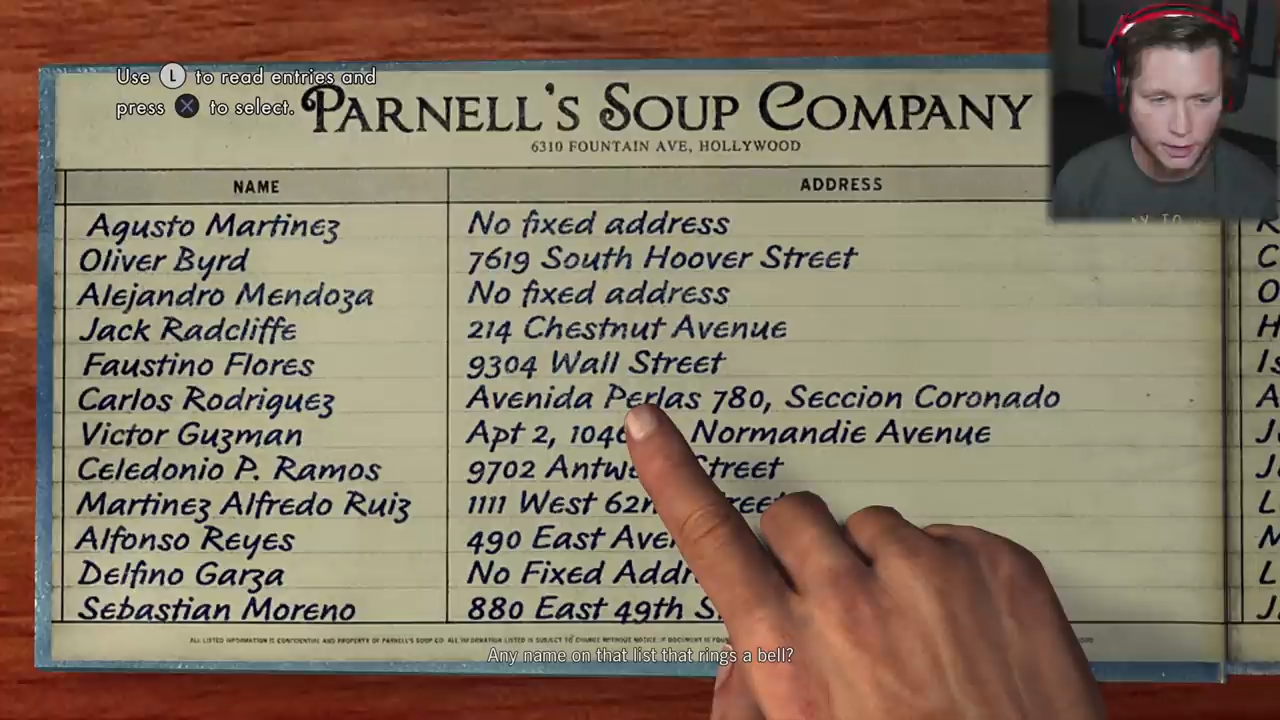 Use L to read entries and
press X to select.
PARNELL'S SOUP COMPANY
6310 FOUNTAIN AVE, HOLLYWOOD
NAME ADDRESS
Agusto Martinez No fixed address
Oliver Byrd 7619 South Hoover Street
Alejandro Mendoza No fixed address
Jack Radcliffe 214 Chestnut Avenue
Faustino Flores 9304 Wall Street
Carlos Rodriguez Avenida Perlas 780, Seccion Coronado
Victor Guzman Apt 2, Normandie Avenue
Celedonio P. Ramos 9702 Street
Martinez Alfredo Ruiz 1111 West
Alfonso Reyes 490 East
Delfino Garza No Fixed
Sebastian Moreno 880 East 49th
Any name on that list that rings a bell?